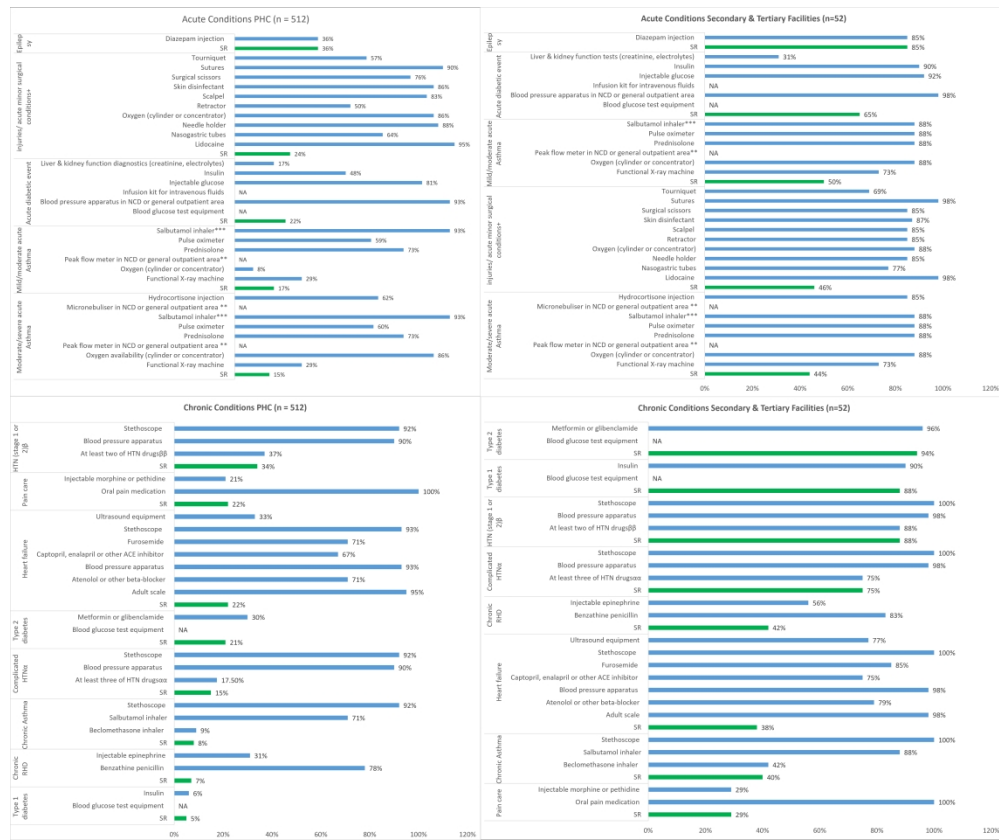 Acute Conditions PHC (n = 512)
Epilepsy
Diazepam injection 36%
SR 36%
injuries/ acute minor surgical conditions+
Tourniquet 57%
Sutures 90%
Surgical scissors 76%
Skin disinfectant 86%
Scalpel 83%
Retractor 50%
Oxygen (cylinder or concentrator) 86%
Needle holder 88%
Nasogastric tubes 64%
Lidocaine 95%
SR 24%
Acute diabetic event
Liver & kidney function diagnostics (creatinine, electrolytes) 17%
Insulin 48%
Injectable glucose 81%
Infusion kit for intravenous fluids NA
Blood pressure apparatus in NCD or general outpatient area 93%
Blood glucose test equipment NA
SR 22%
Mild/moderate acute Asthma
Salbutamol inhaler*** 93%
Pulse oximeter 59%
Prednisolone 73%
Peak flow meter in NCD or general outpatient area** NA
Oxygen (cylinder or concentrator) 8%
Functional X-ray machine 29%
SR 17%
Moderate/severe acute Asthma
Hydrocortisone injection 62%
Micronebuliser in NCD or general outpatient area ** NA
Salbutamol inhaler*** 93%
Pulse oximeter 60%
Prednisolone 73%
Peak flow meter in NCD or general outpatient area ** NA
Oxygen availability (cylinder or concentrator) 86%
Functional X-ray machine 29%
SR 15%
Acute Conditions Secondary & Tertiary Facilities (n=52)
Epilepsy
Diazepam injection 85%
SR 85%
Acute diabetic event
Liver & kidney function tests (creatinine, electrolytes) 31%
Insulin 90%
Injectable glucose 92%
Infusion kit for intravenous fluids NA
Blood pressure apparatus in NCD or general outpatient area 98%
Blood glucose test equipment NA
SR 65%
Mild/moderate acute Asthma
Salbutamol inhaler*** 88%
Pulse oximeter 88%
Prednisolone 88%
Peak flow meter in NCD or general outpatient area** NA
Oxygen (cylinder or concentrator) 88%
Functional X-ray machine 73%
SR 50%
injuries/ acute minor surgical conditions+
Tourniquet 69%
Sutures 98%
Surgical scissors 85%
Skin disinfectant 87%
Scalpel 85%
Retractor 85%
Oxygen (cylinder or concentrator) 88%
Needle holder 85%
Nasogastric tubes 77%
Lidocaine 98%
SR 46%
Moderate/severe acute Asthma
Hydrocortisone injection 85%
Micronebuliser in NCD or general outpatient area ** NA
Salbutamol inhaler*** 88%
Pulse oximeter 88%
Prednisolone 88%
Peak flow meter in NCD or general outpatient area ** NA
Oxygen (cylinder or concentrator) 88%
Functional X-ray machine 73%
SR 44%
0% 20% 40% 60% 80% 100% 120%
Chronic Conditions PHC (n = 512)
HTN (stage 1 or 2)β
Stethoscope 92%
Blood pressure apparatus 90%
At least two of HTN drugsββ 37%
SR 34%
Pain care
Injectable morphine or pethidine 21%
Oral pain medication 100%
SR 22%
Heart failure
Ultrasound equipment 33%
Stethoscope 93%
Furosemide 71%
Captopril, enalapril or other ACE inhibitor 67%
Blood pressure apparatus 93%
Atenolol or other beta-blocker 71%
Adult scale 95%
SR 22%
Type 2 diabetes
Metformin or glibenclamide 30%
Blood glucose test equipment NA
SR 21%
Complicated HTNα
Stethoscope 92%
Blood pressure apparatus 90%
At least three of HTN drugsαα 17.50%
SR 15%
Chronic Asthma
Stethoscope 92%
Salbutamol inhaler 71%
Beclomethasone inhaler 9%
SR 8%
Chronic RHD
Injectable epinephrine 31%
Benzathine penicillin 78%
SR 7%
Type 1 diabetes
Insulin 6%
Blood glucose test equipment NA
SR 5%
0% 20% 40% 60% 80% 100% 120%
Chronic Conditions Secondary & Tertiary Facilities (n=52)
Type 2 diabetes
Metformin or glibenclamide 96%
Blood glucose test equipment NA
SR 94%
Type 1 diabetes
Insulin 90%
Blood glucose test equipment NA
SR 88%
HTN (stage 1 or 2)β
Stethoscope 100%
Blood pressure apparatus 98%
At least two of HTN drugsββ 88%
SR 88%
Complicated HTNα
Stethoscope 100%
Blood pressure apparatus 98%
At least three of HTN drugsαα 75%
SR 75%
Chronic RHD
Injectable epinephrine 56%
Benzathine penicillin 83%
SR 42%
Heart failure
Ultrasound equipment 77%
Stethoscope 100%
Furosemide 85%
Captopril, enalapril or other ACE inhibitor 75%
Blood pressure apparatus 98%
Atenolol or other beta-blocker 79%
Adult scale 98%
SR 38%
Chronic Asthma
Stethoscope 100%
Salbutamol inhaler 88%
Beclomethasone inhaler 42%
SR 40%
Pain care
Injectable morphine or pethidine 29%
Oral pain medication 100%
SR 29%
0% 20% 40% 60% 80% 100% 120%